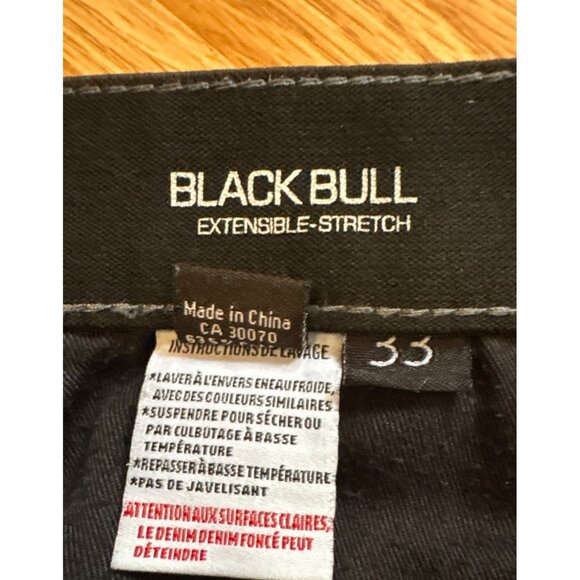 BLACK BULL
EXTENSIBLE-STRETCH
Made in China
CA 30070
33
INSTRUCTIONS DE LAVAGE
*LAVER À L'ENVERS EN EAU FROIDE,
AVEC DES COULEURS SIMILAIRES
*SUSPENDRE POUR SÉCHER OU
PAR CULBUTAGE À BASSE
TEMPÉRATURE
*REPASSER À BASSE TEMPÉRATURE
*PAS DE JAVELISANT
ATTENTION AUX SURFACES CLAIRES,
LE DENIM DENIM FONCÉ PEUT
DÉTEINDRE